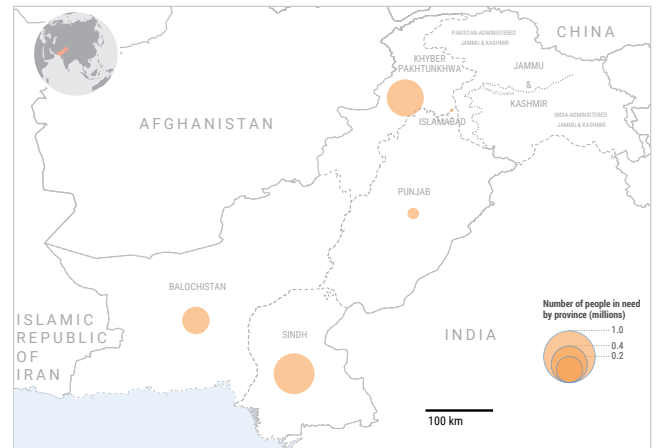 CHINA
PAKISTAN-ADMINISTERED
JAMMU & KASHMIR
KHYBER
PAKHTUNKHWA
JAMMU
&
KASHMIR
AFGHANISTAN
ISLAMABAD
INDIA-ADMINISTERED
JAMMU & KASHMIR
PUNJAB
BALOCHISTAN
ISLAMIC
REPUBLIC
OF
IRAN
SINDH
INDIA
Number of people in need
by province (millions)
1.0
0.4
0.2
100 km